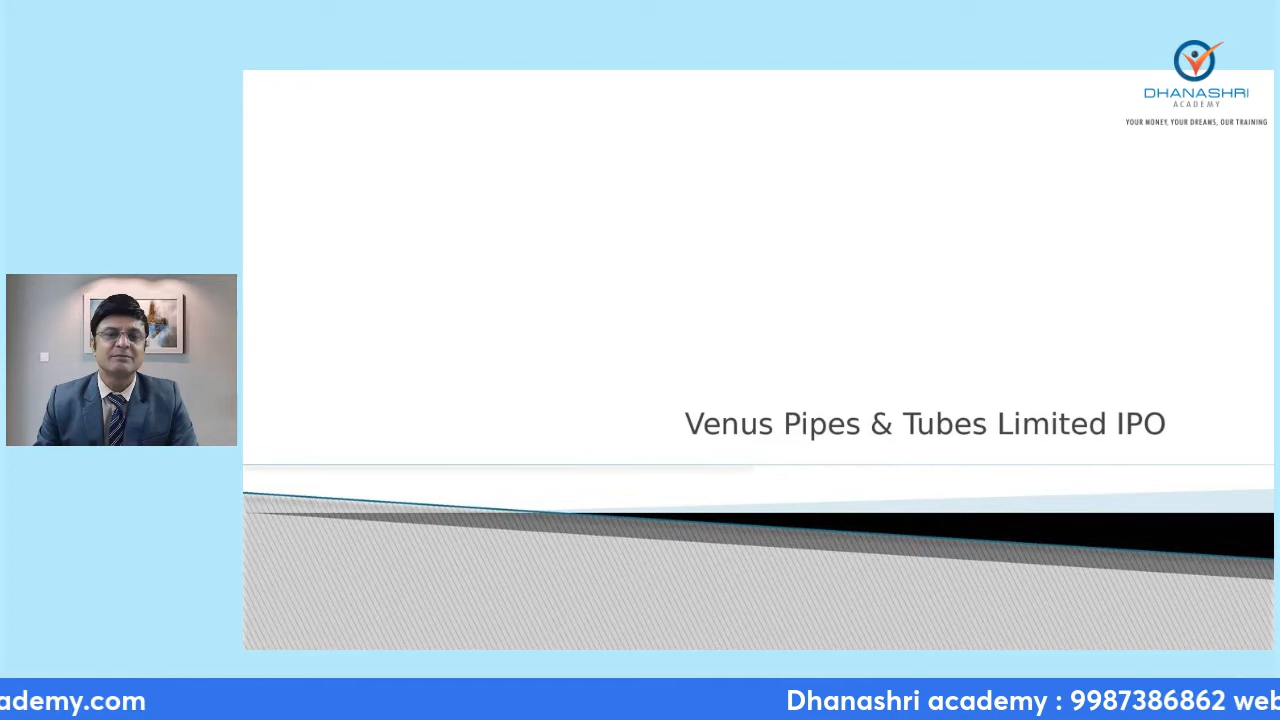 DHANASHRI
ACADEMY
YOUR MONEY, YOUR DREAMS, OUR TRAINING
Venus Pipes & Tubes Limited IPO
ademy.com
Dhanashri academy : 9987386862 web